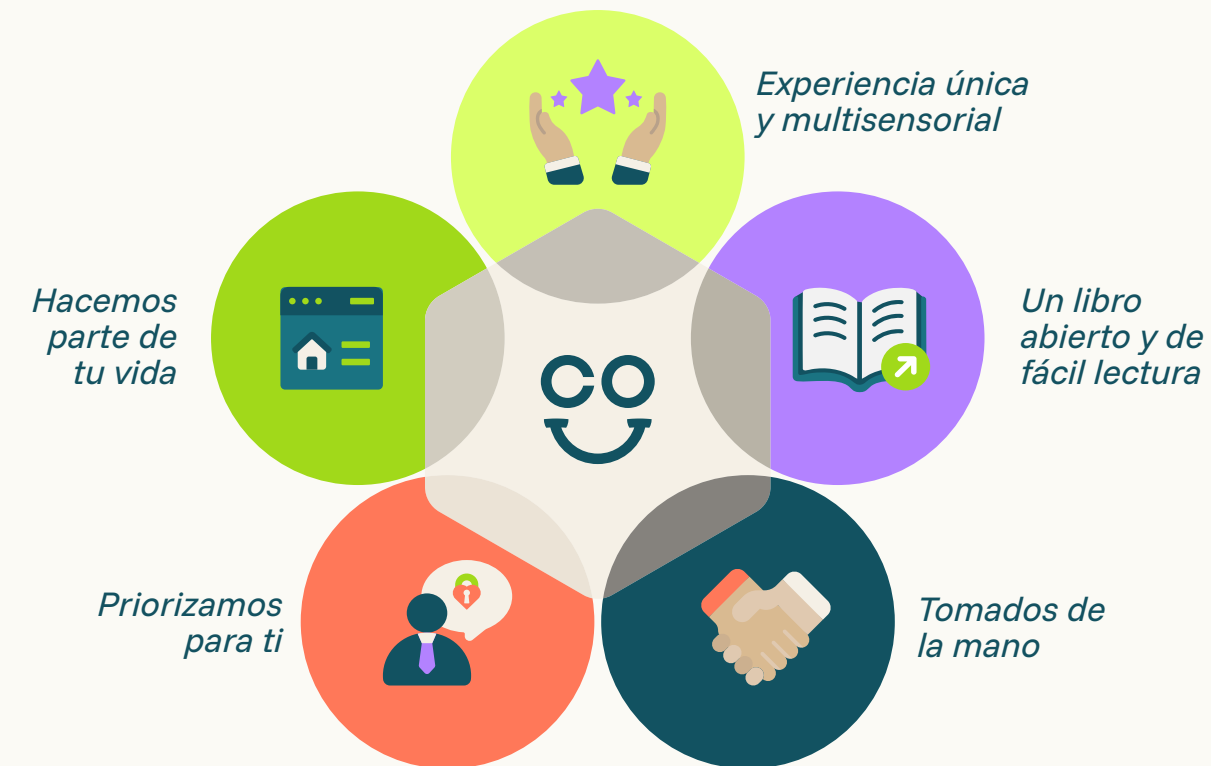 Experiencia única
y multisensorial
Hacemos
parte de
tu vida
Un libro
abierto y de
fácil lectura
co
Priorizamos
para ti
Tomados de
la mano